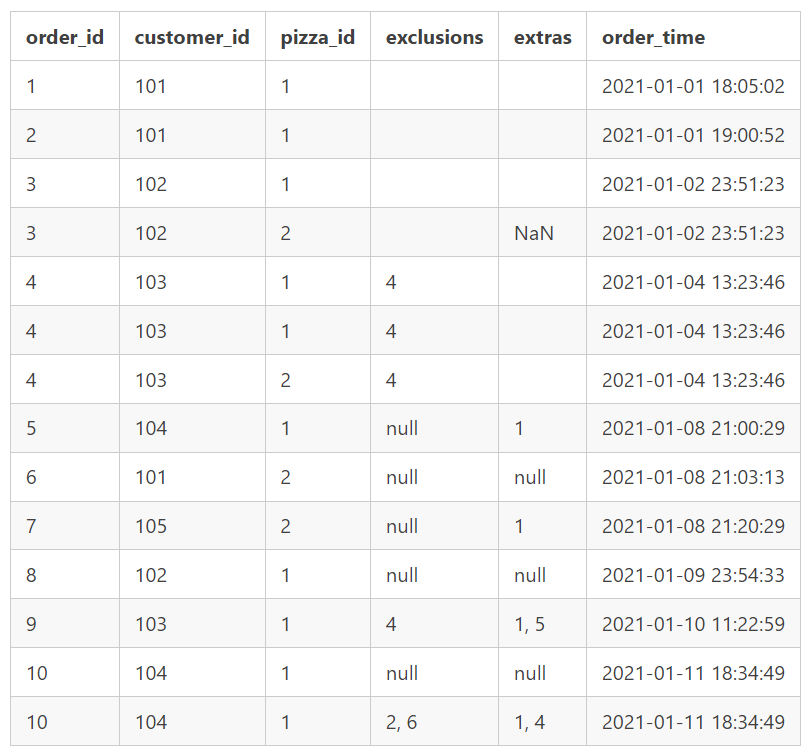 order_id customer_id pizza_id exclusions extras order_time
1 101 1 2021-01-01 18:05:02
2 101 1 2021-01-01 19:00:52
3 102 1 2021-01-02 23:51:23
3 102 2 NaN 2021-01-02 23:51:23
4 103 1 4 2021-01-04 13:23:46
4 103 1 4 2021-01-04 13:23:46
4 103 2 4 2021-01-04 13:23:46
5 104 1 null 1 2021-01-08 21:00:29
6 101 2 null null 2021-01-08 21:03:13
7 105 2 null 1 2021-01-08 21:20:29
8 102 1 null null 2021-01-09 23:54:33
9 103 1 4 1, 5 2021-01-10 11:22:59
10 104 1 null null 2021-01-11 18:34:49
10 104 1 2, 6 1, 4 2021-01-11 18:34:49